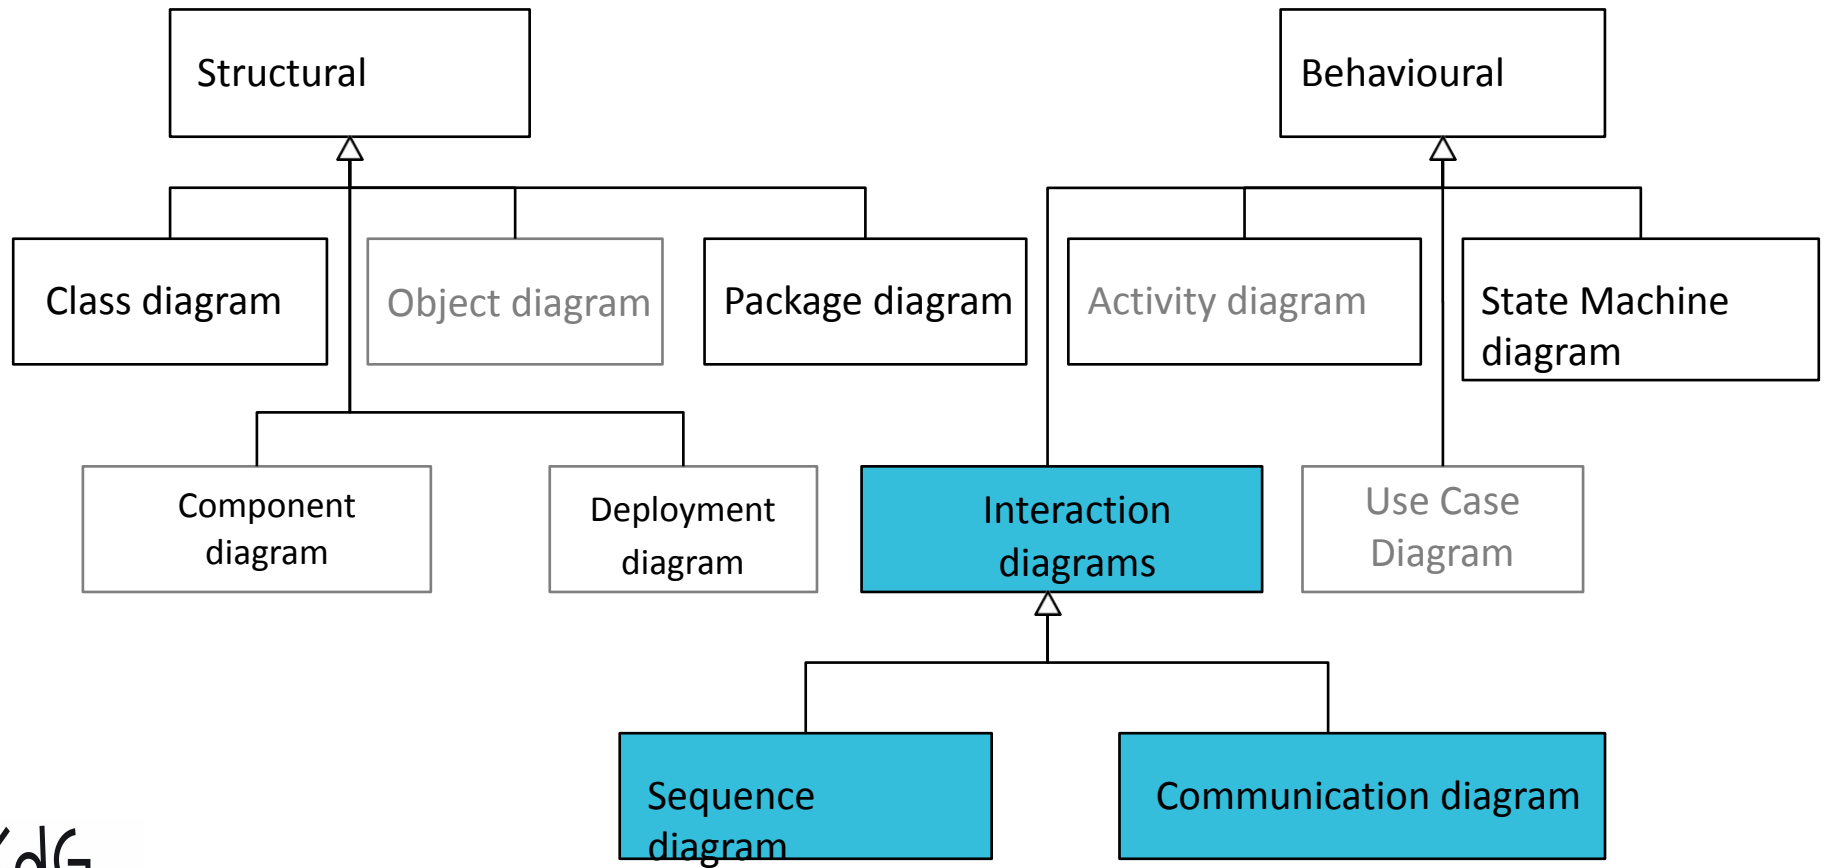 Structural
Behavioural
Class diagram
Object diagram
Package diagram
Activity diagram
State Machine
diagram
Component
diagram
Deployment
diagram
Interaction
diagrams
Use Case
Diagram
Sequence
diagram
Communication diagram